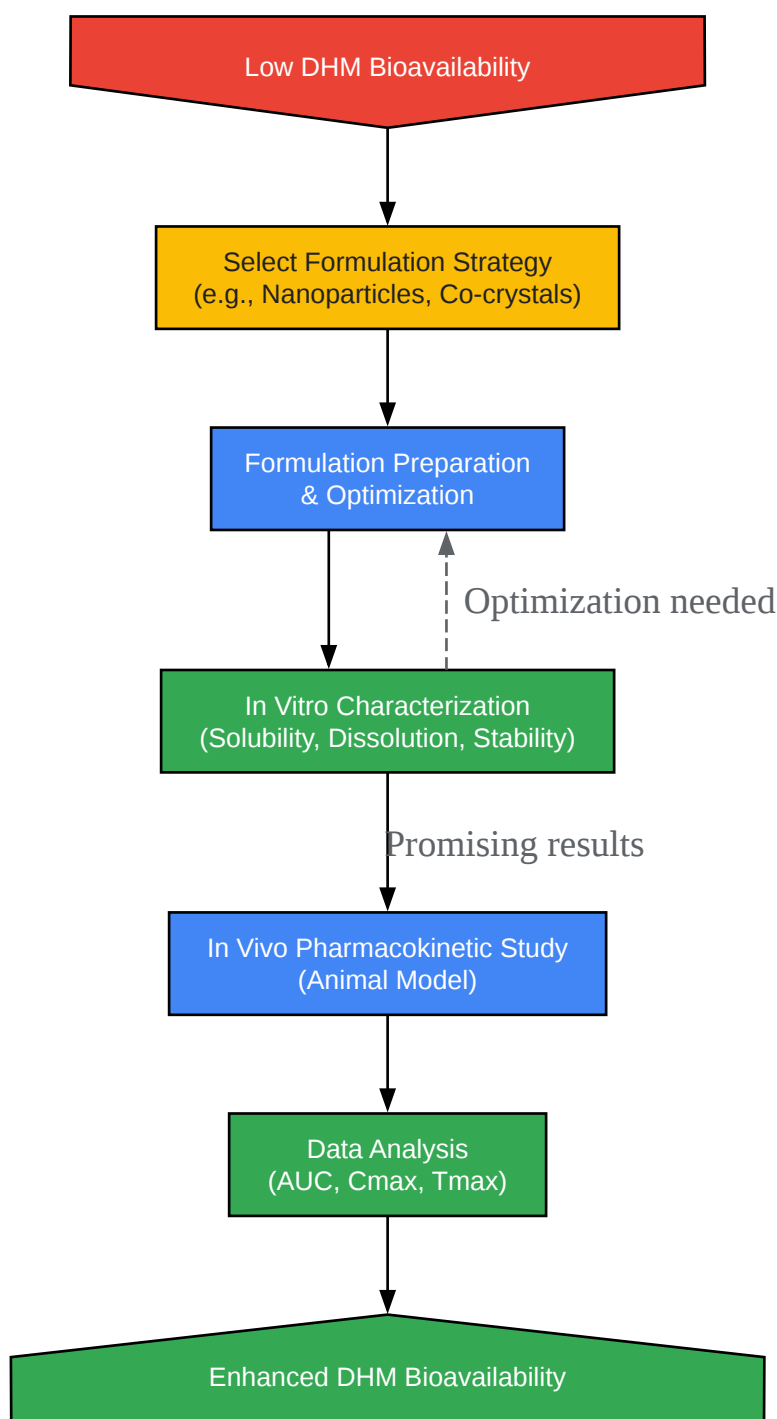 Low DHM Bioavailability
Select Formulation Strategy
(e.g., Nanoparticles, Co-crystals)
Formulation Preparation
& Optimization
Optimization needed
In Vitro Characterization
(Solubility, Dissolution, Stability)
Promising results
In Vivo Pharmacokinetic Study
(Animal Model)
Data Analysis
(AUC, Cmax, Tmax)
Enhanced DHM Bioavailability